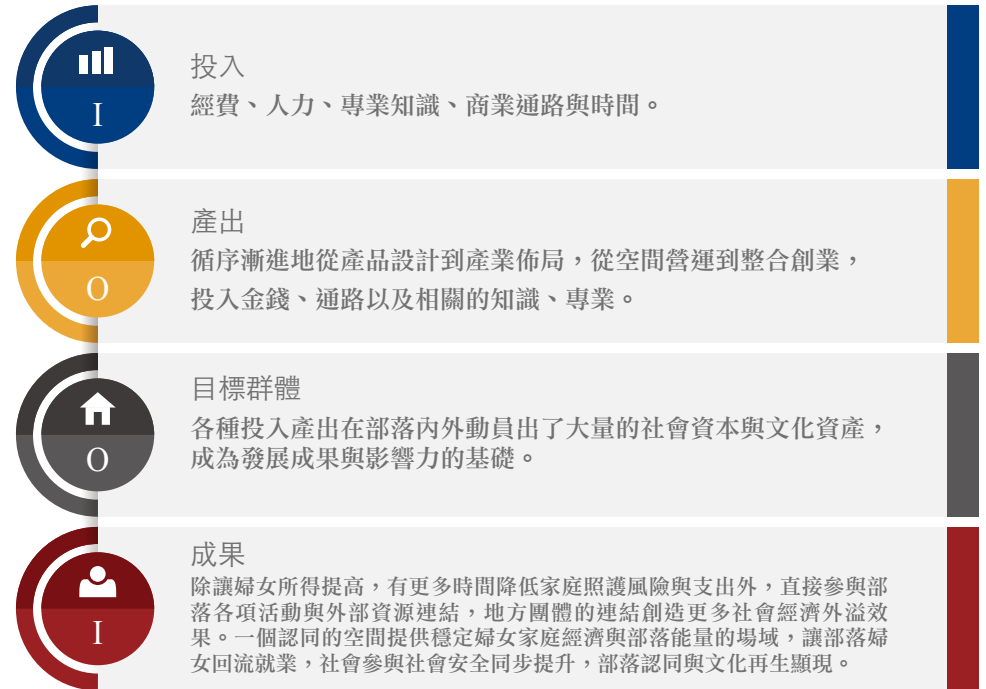 I
投入
經費、人力、專業知識、商業通路與時間。
O
產出
循序漸進地從產品設計到產業佈局，從空間營運到整合創業，
投入金錢、通路以及相關的知識、專業。
O
目標群體
各種投入產出在部落內外動員出了大量的社會資本與文化資產，
成為發展成果與影響力的基礎。
I
成果
除讓婦女所得提高，有更多時間降低家庭照護風險與支出外，直接參與部
落各項活動與外部資源連結，地方團體的連結創造更多社會經濟外溢效
果。一個認同的空間提供穩定婦女家庭經濟與部落能量的場域，讓部落婦
女回流就業，社會參與社會安全同步提升，部落認同與文化再生顯現。